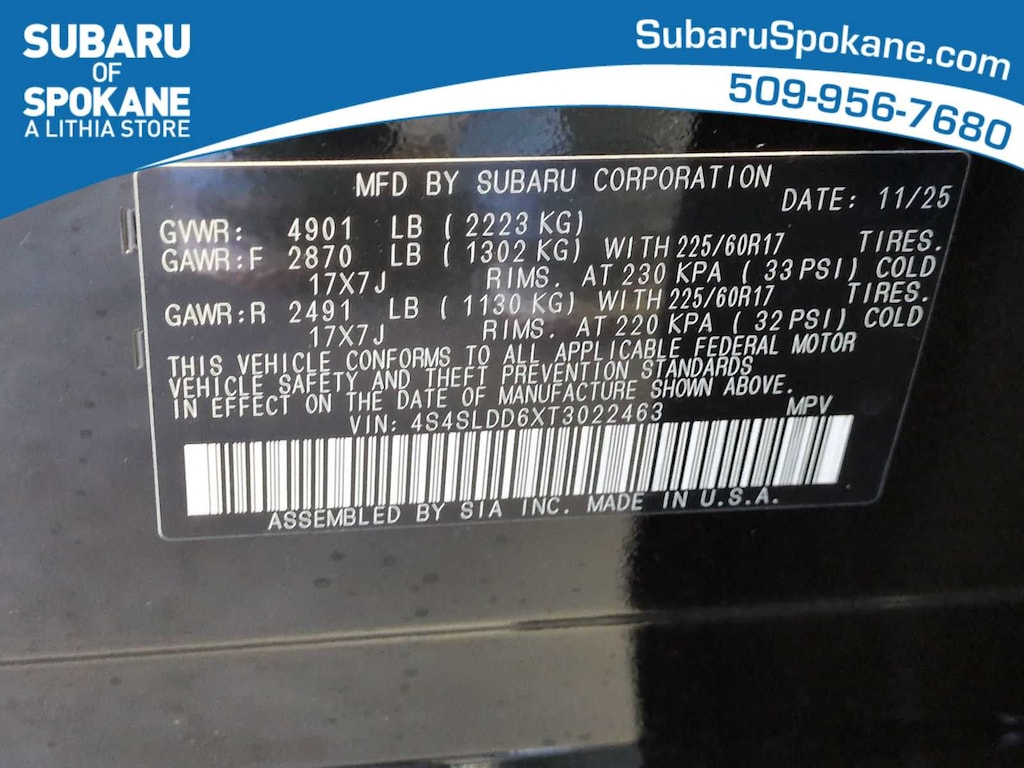 SUBARU
OF
SPOKANE
A LITHIA STORE
SubaruSpokane.com
509-956-7680
MFD BY SUBARU CORPORATION
DATE: 11/25
GVWR: 4901 LB ( 2223 KG)
GAWR:F 2870 LB ( 1302 KG) WITH 225/60R17 TIRES.
17X7J RIMS. AT 230 KPA ( 33 PSI) COLD
GAWR:R 2491 LB ( 1130 KG) WITH 225/60R17 TIRES.
17X7J RIMS. AT 220 KPA ( 32 PSI) COLD
THIS VEHICLE CONFORMS TO ALL APPLICABLE FEDERAL MOTOR
VEHICLE SAFETY AND THEFT PREVENTION STANDARDS
IN EFFECT ON THE DATE OF MANUFACTURE SHOWN ABOVE.
VIN: 4S4SLDD6XT3022463 MPV
ASSEMBLED BY SIA INC. MADE IN U.S.A.